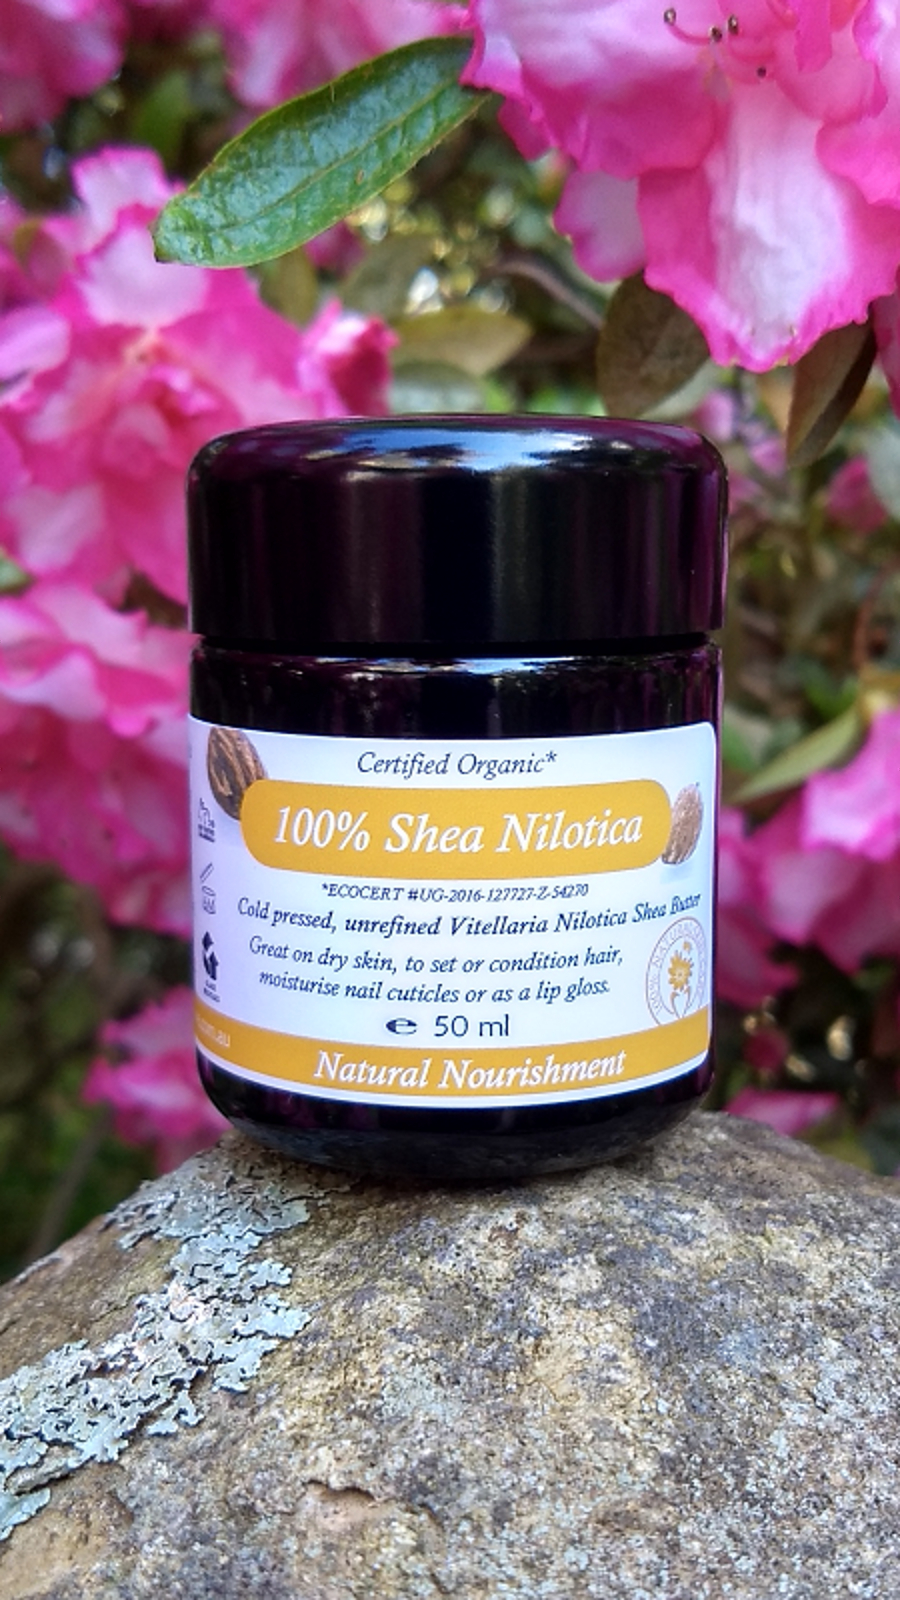 Certified Organic*
100% Shea Nilotica
*ECOCERT #UG-2016-127727-Z-54270
Cold pressed, unrefined Vitellaria Nilotica Shea Butter
Great on dry skin, to set or condition hair,
moisturise nail cuticles or as a lip gloss.
℮ 50 ml
Natural Nourishment